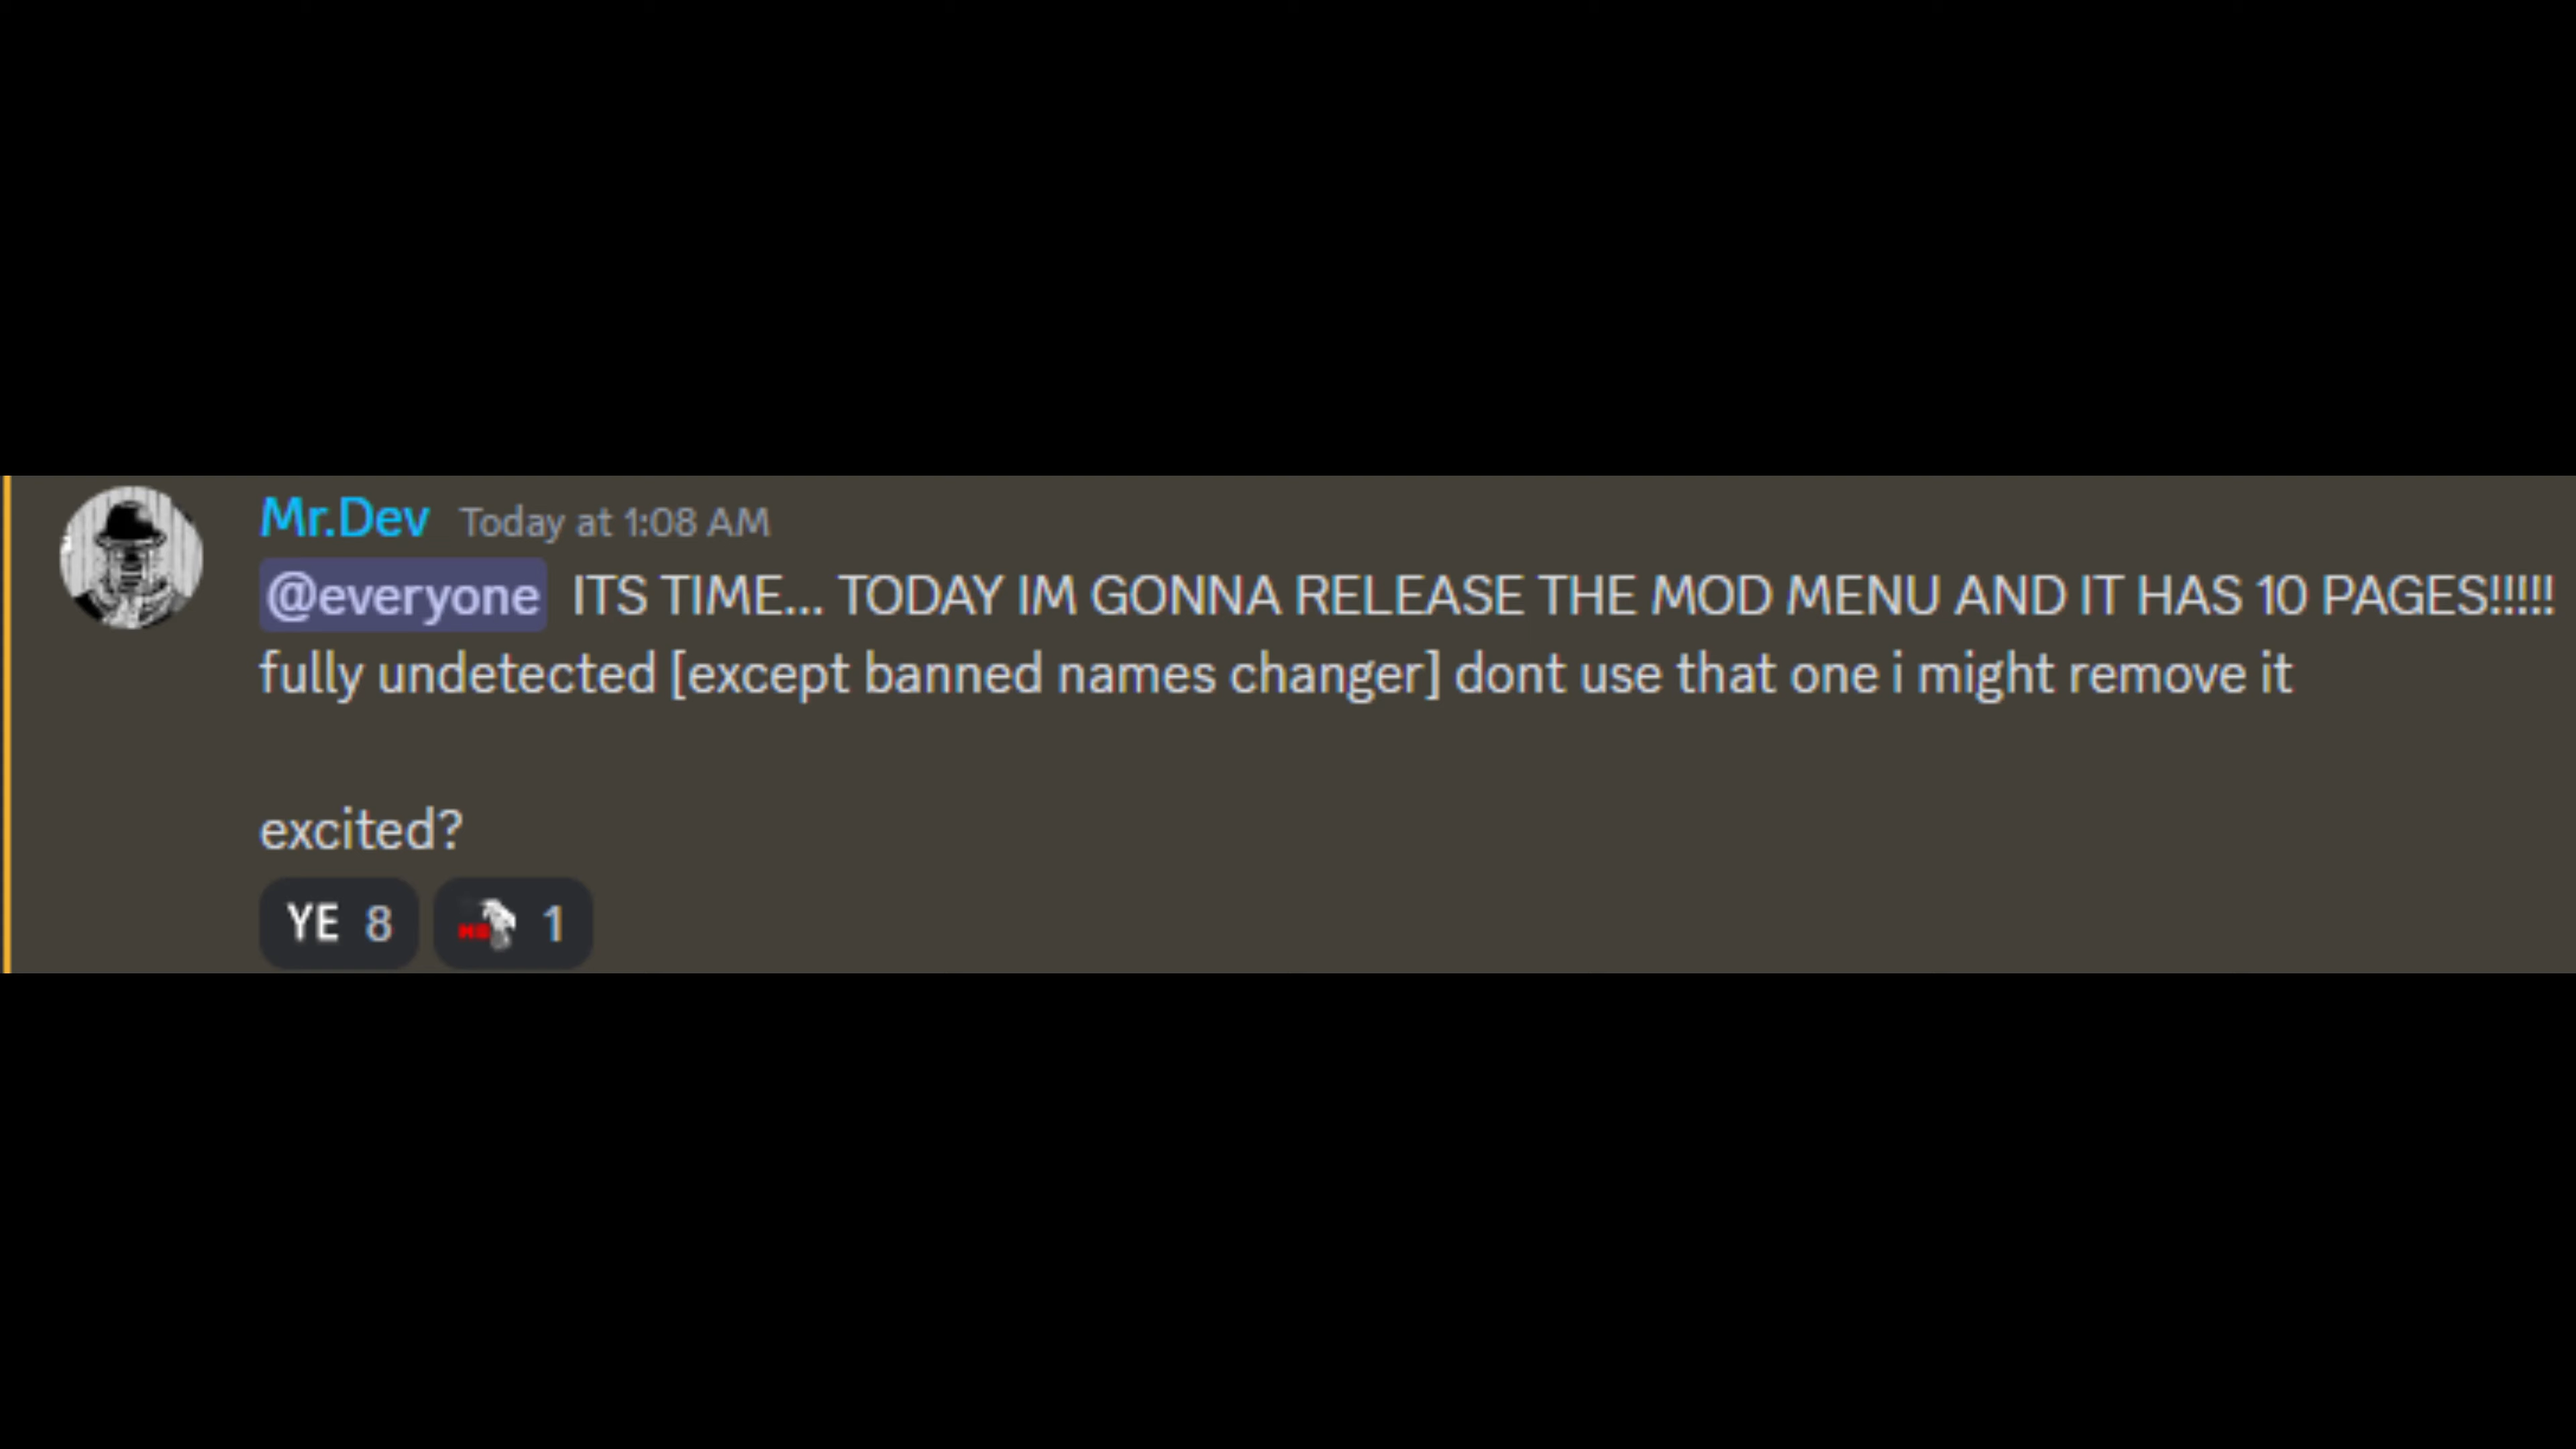 Mr.Dev Today at 1:08 AM
@everyone ITS TIME... TODAY IM GONNA RELEASE THE MOD MENU AND IT HAS 10 PAGES!!!!!
fully undetected [except banned names changer] dont use that one i might remove it
excited?
YE 8 1